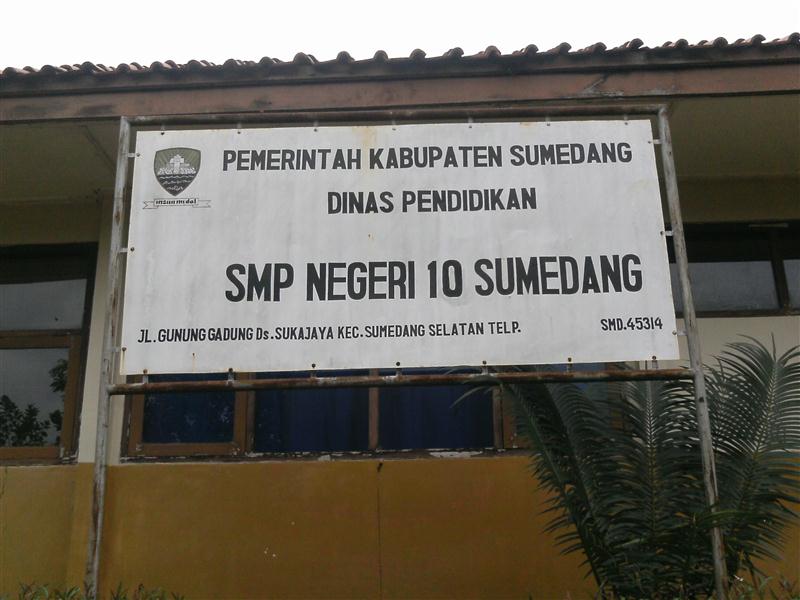 PEMERINTAH KABUPATEN SUMEDANG
DINAS PENDIDIKAN
SMP NEGERI 10 SUMEDANG
JL. GUNUNG GADUNG Ds. SUKAJAYA KEC. SUMEDANG SELATAN TELP. SMD. 45314